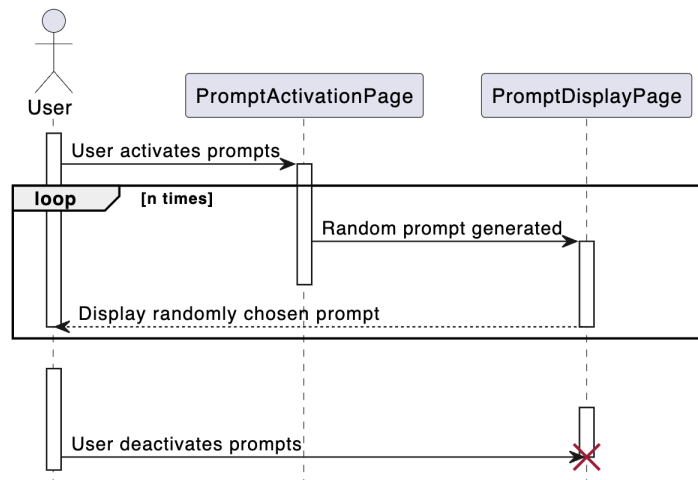 User
PromptActivationPage
PromptDisplayPage
User activates prompts
loop
[n times]
Random prompt generated
Display randomly chosen prompt
User deactivates prompts